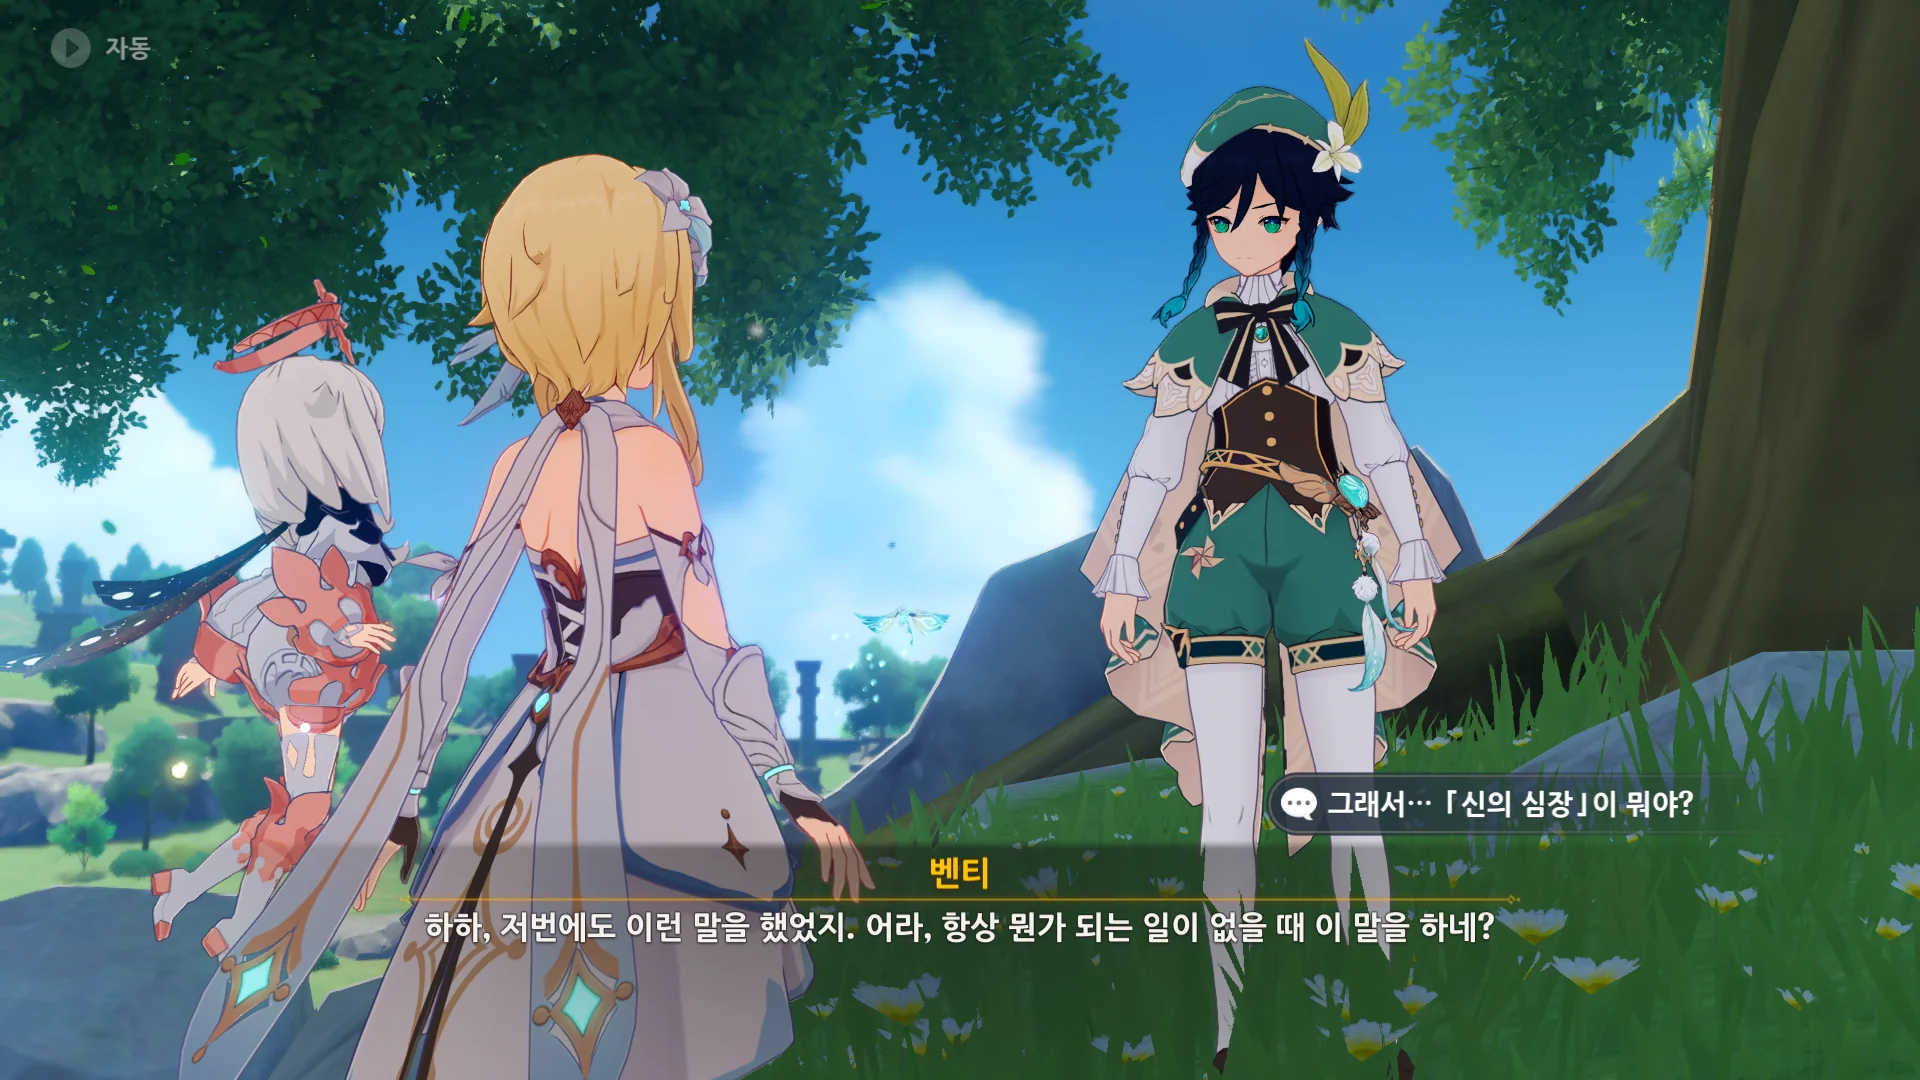 자동
그래서… 「신의 심장」이 뭐야?
벤티
하하, 저번에도 이런 말을 했었지. 어라, 항상 뭔가 되는 일이 없을 때 이 말을 하네?